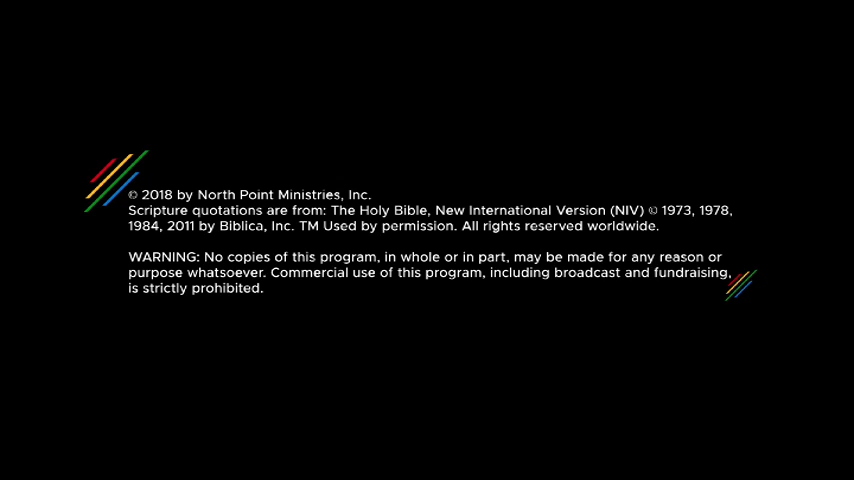 © 2018 by North Point Ministries, Inc.
Scripture quotations are from: The Holy Bible, New International Version (NIV) © 1973, 1978,
1984, 2011 by Biblica, Inc. TM Used by permission. All rights reserved worldwide.
WARNING: No copies of this program, in whole or in part, may be made for any reason or
purpose whatsoever. Commercial use of this program, including broadcast and fundraising,
is strictly prohibited.